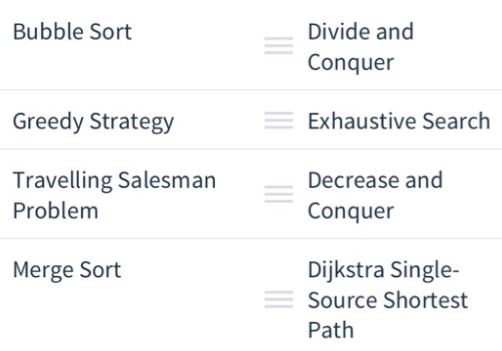 Bubble Sort
Divide and
Conquer
Greedy Strategy
Exhaustive Search
Travelling Salesman
Problem
Decrease and
Conquer
Merge Sort
Dijkstra Single-
Source Shortest
Path